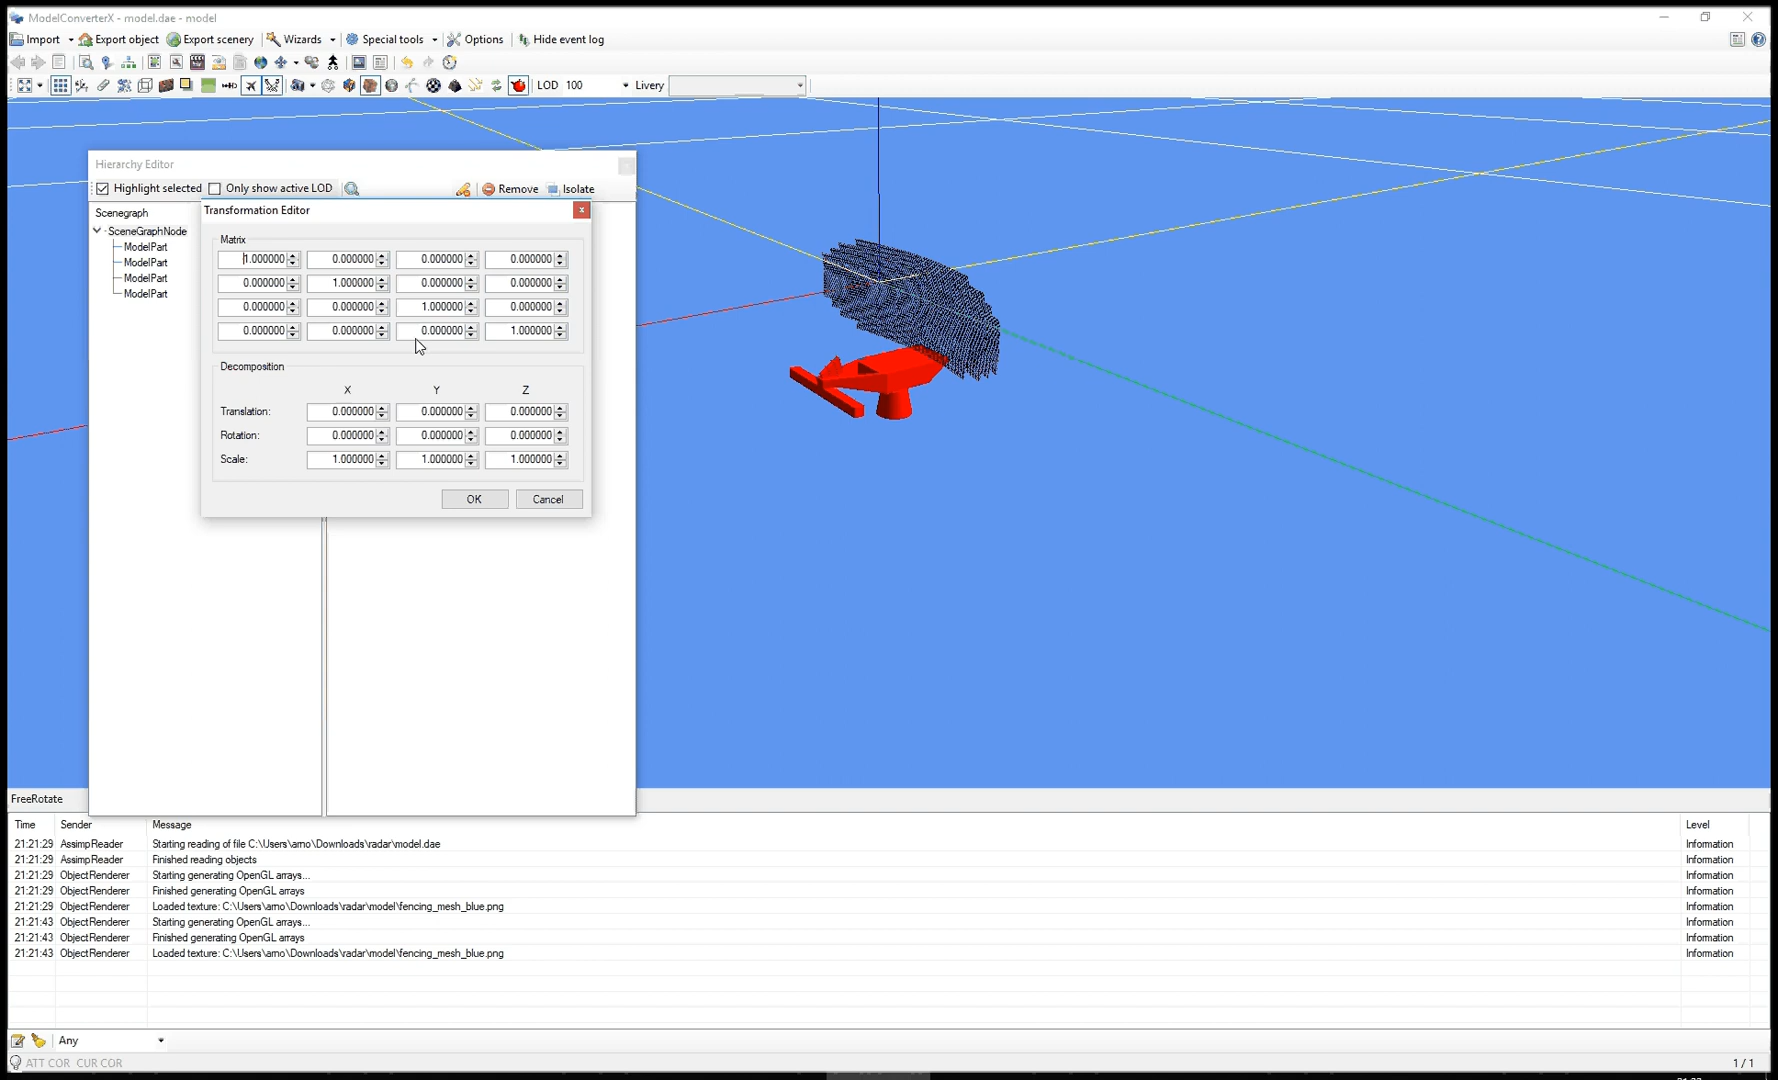 ModelConverterX - model.dae - model
Import Export object Export scenery Wizards Special tools Options Hide event log
LOD 100 Livery
Hierarchy Editor
Highlight selected Only show active LOD Remove Isolate
Scenegraph
SceneGraphNode
ModelPart
ModelPart
ModelPart
ModelPart
Transformation Editor
x
Matrix
1.000000 0.000000 0.000000 0.000000
0.000000 1.000000 0.000000 0.000000
0.000000 0.000000 1.000000 0.000000
0.000000 0.000000 0.000000 1.000000
Decomposition
X Y Z
Translation: 0.000000 0.000000 0.000000
Rotation: 0.000000 0.000000 0.000000
Scale: 1.000000 1.000000 1.000000
OK Cancel
FreeRotate
Time Sender Message Level
21:21:29 AssimpReader Starting reading of file C:\Users\arno\Downloads\radar\model.dae Information
21:21:29 AssimpReader Finished reading objects Information
21:21:29 ObjectRenderer Starting generating OpenGL arrays... Information
21:21:29 ObjectRenderer Finished generating OpenGL arrays Information
21:21:29 ObjectRenderer Loaded texture: C:\Users\arno\Downloads\radar\model\fencing_mesh_blue.png Information
21:21:43 ObjectRenderer Starting generating OpenGL arrays... Information
21:21:43 ObjectRenderer Finished generating OpenGL arrays Information
21:21:43 ObjectRenderer Loaded texture: C:\Users\arno\Downloads\radar\model\fencing_mesh_blue.png Information
Any
ATT COR CUR COR 1 / 1